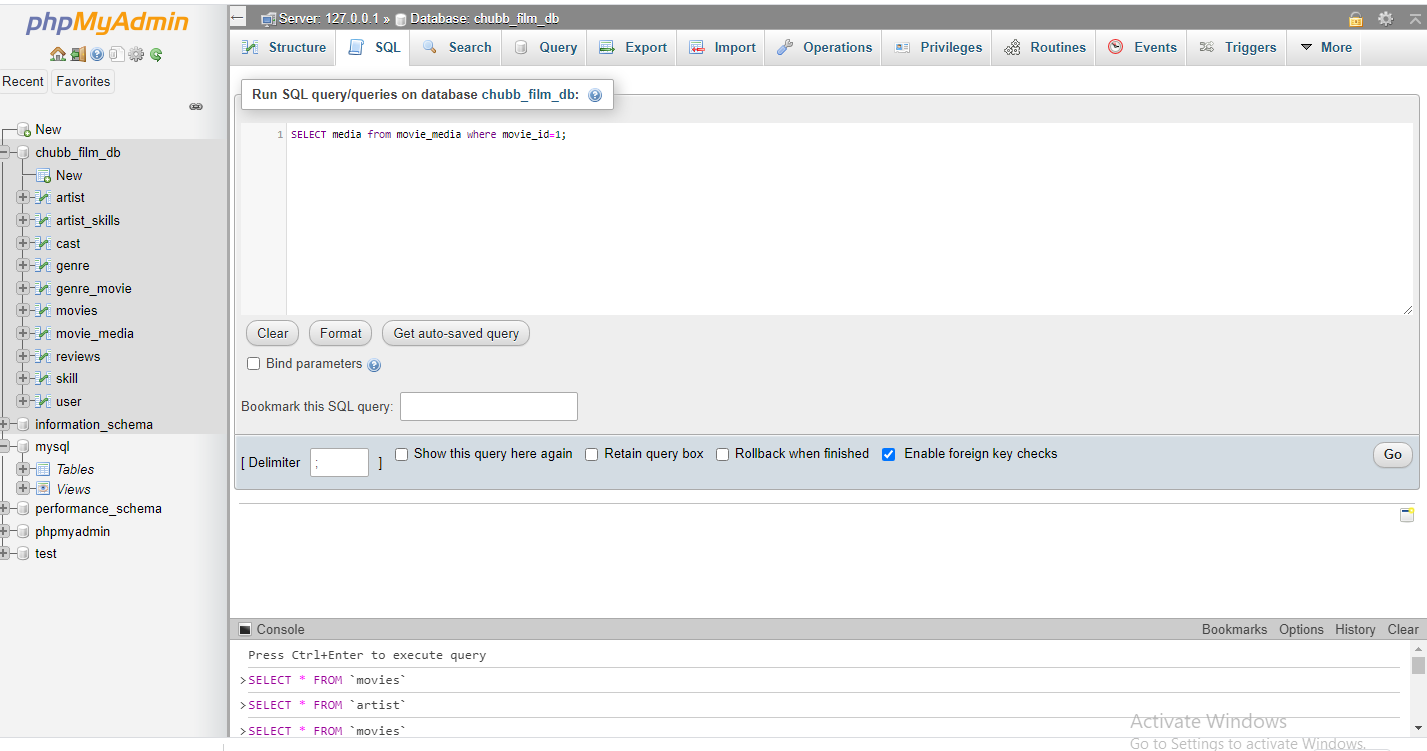 phpMyAdmin
Recent Favorites
New
chubb_film_db
New
artist
artist_skills
cast
genre
genre_movie
movies
movie_media
reviews
skill
user
information_schema
mysql
Tables
Views
performance_schema
phpmyadmin
test
Server: 127.0.0.1 » Database: chubb_film_db
Structure SQL Search Query Export Import Operations Privileges Routines Events Triggers More
Run SQL query/queries on database chubb_film_db:
1 SELECT media from movie_media where movie_id=1;
Clear Format Get auto-saved query
Bind parameters
Bookmark this SQL query:
[ Delimiter ; ] Show this query here again Retain query box Rollback when finished Enable foreign key checks Go
Console Bookmarks Options History Clear
Press Ctrl+Enter to execute query
>SELECT * FROM `movies`
>SELECT * FROM `artist`
>SELECT * FROM `movies`
Activate Windows
Go to Settings to activate Windows.